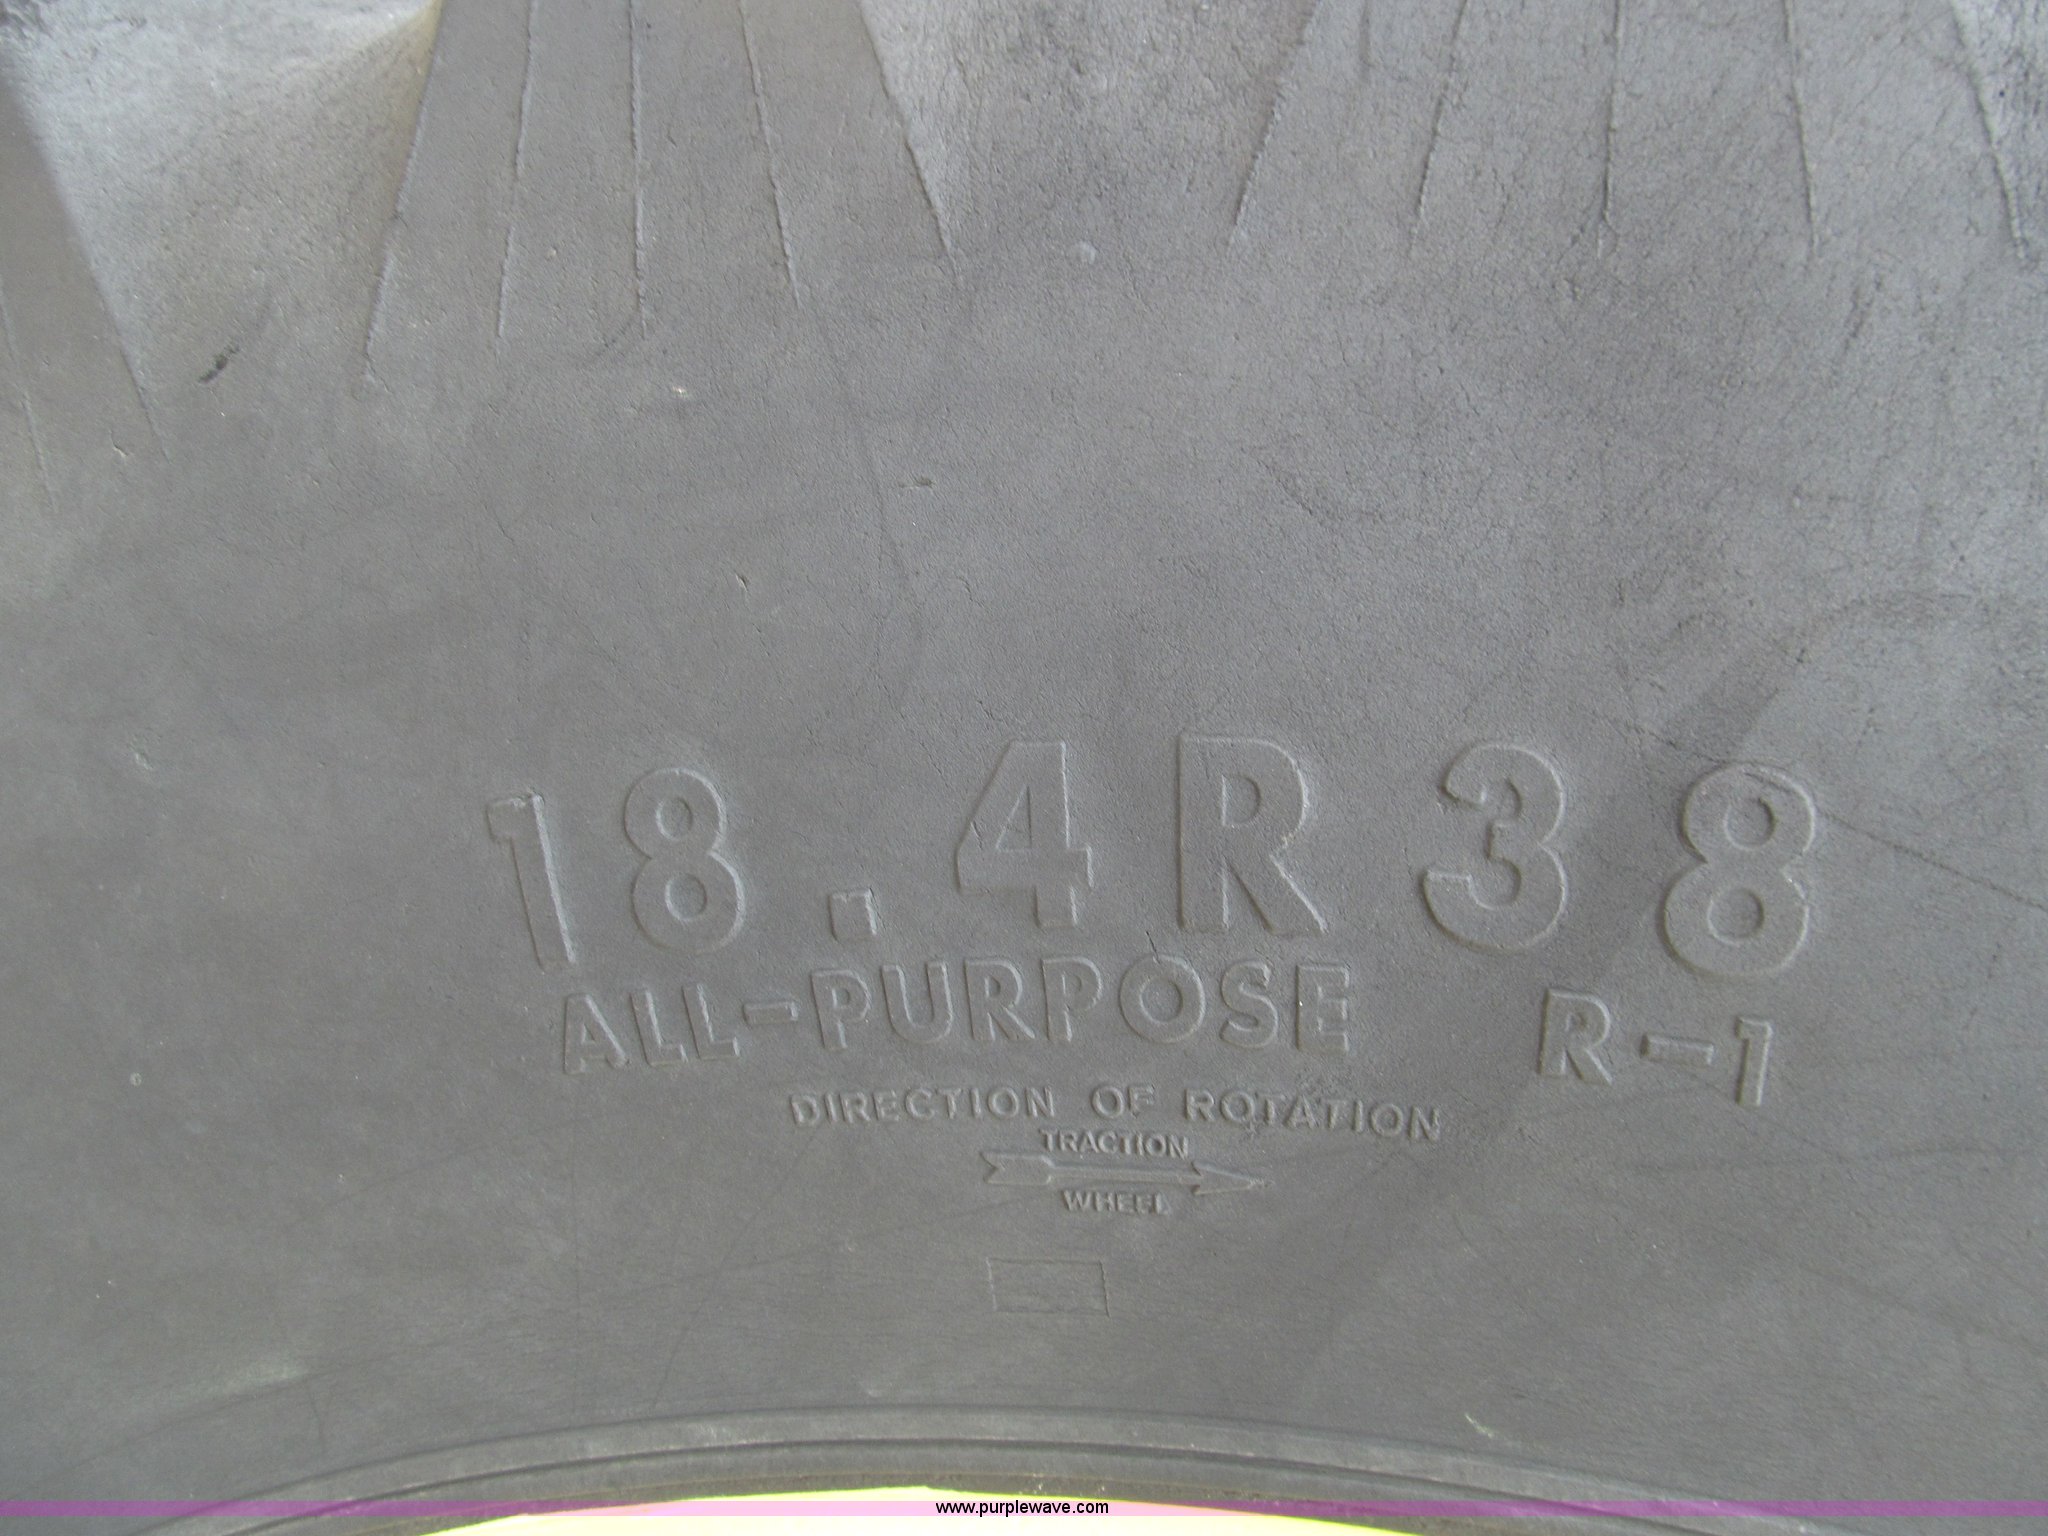 18.4R38
ALL-PURPOSE R-1
DIRECTION OF ROTATION
TRACTION
WHEEL
www.purplewave.com